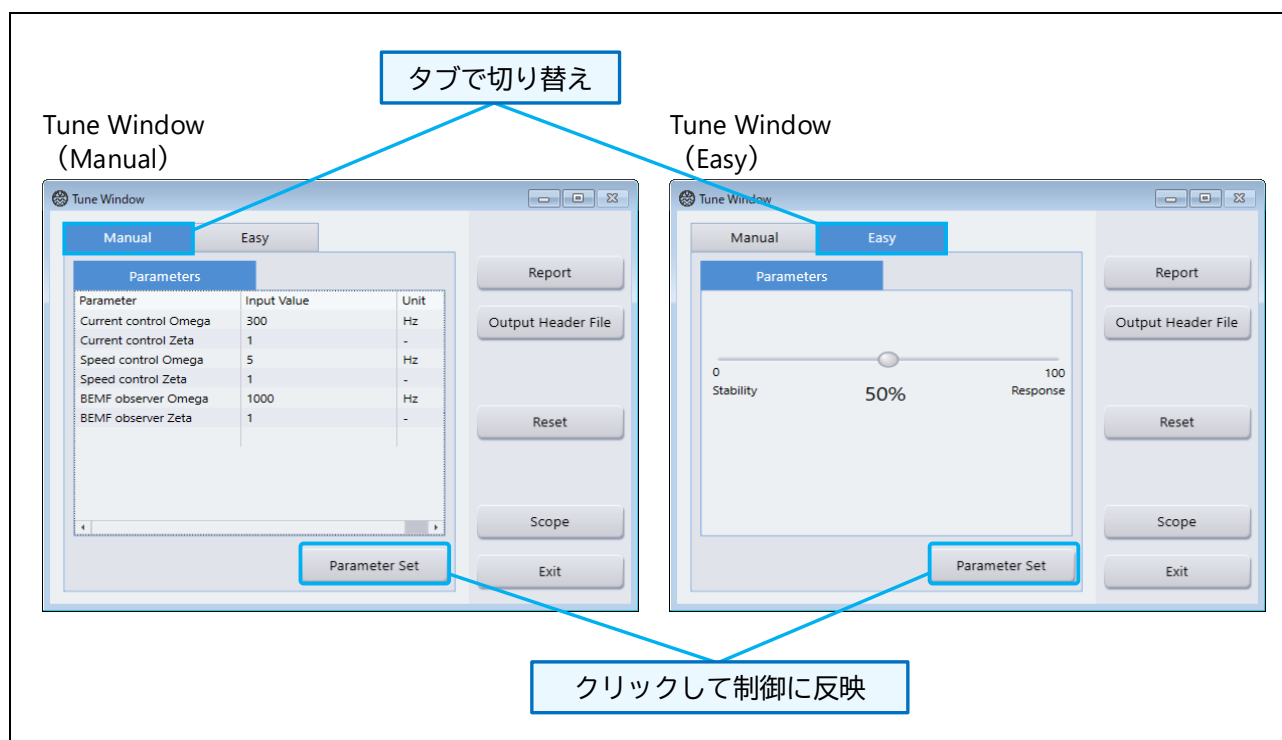 タブで切り替え
Tune Window
（Manual）
Tune Window
Manual Easy
Parameters
Parameter Input Value Unit
Current control Omega 300 Hz
Current control Zeta 1 -
Speed control Omega 5 Hz
Speed control Zeta 1 -
BEMF observer Omega 1000 Hz
BEMF observer Zeta 1 -
Parameter Set
Report
Output Header File
Reset
Scope
Exit
Tune Window
（Easy）
Tune Window
Manual Easy
Parameters
0 100
Stability 50% Response
Parameter Set
Report
Output Header File
Reset
Scope
Exit
クリックして制御に反映